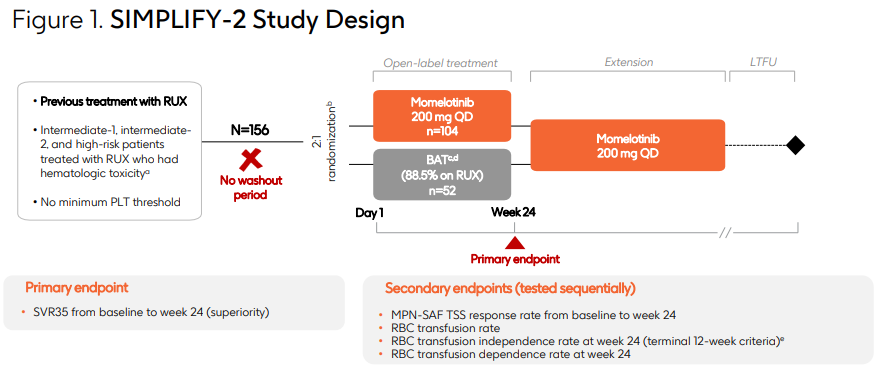 Figure 1. SIMPLIFY-2 Study Design
Open-label treatment
Extension
LTFU
• Previous treatment with RUX
• Intermediate-1, intermediate-
2, and high-risk patients
treated with RUX who had
hematologic toxicityᵃ
• No minimum PLT threshold
N=156
No washout
period
2:1
randomizationᵇ
Momelotinib
200 mg QD
n=104
BATᶜ,ᵈ
(88.5% on RUX)
n=52
Momelotinib
200 mg QD
Day 1
Week 24
//
Primary endpoint
Primary endpoint
• SVR35 from baseline to week 24 (superiority)
Secondary endpoints (tested sequentially)
• MPN-SAF TSS response rate from baseline to week 24
• RBC transfusion rate
• RBC transfusion independence rate at week 24 (terminal 12-week criteria)ᵉ
• RBC transfusion dependence rate at week 24